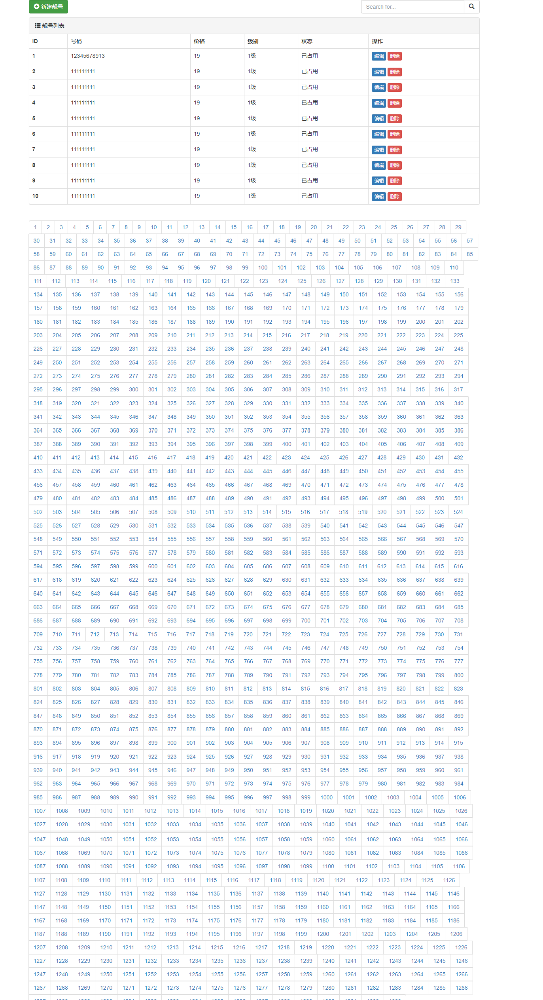 新建靓号 Search for...
靓号列表
ID 号码 价格 级别 状态 操作
1 12345678913 19 1级 已占用 编辑 删除
2 111111111 19 1级 已占用 编辑 删除
3 111111111 19 1级 已占用 编辑 删除
4 111111111 19 1级 已占用 编辑 删除
5 111111111 19 1级 已占用 编辑 删除
6 111111111 19 1级 已占用 编辑 删除
7 111111111 19 1级 已占用 编辑 删除
8 111111111 19 1级 已占用 编辑 删除
9 111111111 19 1级 已占用 编辑 删除
10 111111111 19 1级 已占用 编辑 删除
1 2 3 4 5 6 7 8 9 10 11 12 13 14 15 16 17 18 19 20 21 22 23 24 25 26 27 28 29
30 31 32 33 34 35 36 37 38 39 40 41 42 43 44 45 46 47 48 49 50 51 52 53 54 55 56 57
58 59 60 61 62 63 64 65 66 67 68 69 70 71 72 73 74 75 76 77 78 79 80 81 82 83 84 85
86 87 88 89 90 91 92 93 94 95 96 97 98 99 100 101 102 103 104 105 106 107 108 109 110
111 112 113 114 115 116 117 118 119 120 121 122 123 124 125 126 127 128 129 130 131 132 133
134 135 136 137 138 139 140 141 142 143 144 145 146 147 148 149 150 151 152 153 154 155 156
157 158 159 160 161 162 163 164 165 166 167 168 169 170 171 172 173 174 175 176 177 178 179
180 181 182 183 184 185 186 187 188 189 190 191 192 193 194 195 196 197 198 199 200 201 202
203 204 205 206 207 208 209 210 211 212 213 214 215 216 217 218 219 220 221 222 223 224 225
226 227 228 229 230 231 232 233 234 235 236 237 238 239 240 241 242 243 244 245 246 247 248
249 250 251 252 253 254 255 256 257 258 259 260 261 262 263 264 265 266 267 268 269 270 271
272 273 274 275 276 277 278 279 280 281 282 283 284 285 286 287 288 289 290 291 292 293 294
295 296 297 298 299 300 301 302 303 304 305 306 307 308 309 310 311 312 313 314 315 316 317
318 319 320 321 322 323 324 325 326 327 328 329 330 331 332 333 334 335 336 337 338 339 340
341 342 343 344 345 346 347 348 349 350 351 352 353 354 355 356 357 358 359 360 361 362 363
364 365 366 367 368 369 370 371 372 373 374 375 376 377 378 379 380 381 382 383 384 385 386
387 388 389 390 391 392 393 394 395 396 397 398 399 400 401 402 403 404 405 406 407 408 409
410 411 412 413 414 415 416 417 418 419 420 421 422 423 424 425 426 427 428 429 430 431 432
433 434 435 436 437 438 439 440 441 442 443 444 445 446 447 448 449 450 451 452 453 454 455
456 457 458 459 460 461 462 463 464 465 466 467 468 469 470 471 472 473 474 475 476 477 478
479 480 481 482 483 484 485 486 487 488 489 490 491 492 493 494 495 496 497 498 499 500 501
502 503 504 505 506 507 508 509 510 511 512 513 514 515 516 517 518 519 520 521 522 523 524
525 526 527 528 529 530 531 532 533 534 535 536 537 538 539 540 541 542 543 544 545 546 547
548 549 550 551 552 553 554 555 556 557 558 559 560 561 562 563 564 565 566 567 568 569 570
571 572 573 574 575 576 577 578 579 580 581 582 583 584 585 586 587 588 589 590 591 592 593
594 595 596 597 598 599 600 601 602 603 604 605 606 607 608 609 610 611 612 613 614 615 616
617 618 619 620 621 622 623 624 625 626 627 628 629 630 631 632 633 634 635 636 637 638 639
640 641 642 643 644 645 646 647 648 649 650 651 652 653 654 655 656 657 658 659 660 661 662
663 664 665 666 667 668 669 670 671 672 673 674 675 676 677 678 679 680 681 682 683 684 685
686 687 688 689 690 691 692 693 694 695 696 697 698 699 700 701 702 703 704 705 706 707 708
709 710 711 712 713 714 715 716 717 718 719 720 721 722 723 724 725 726 727 728 729 730 731
732 733 734 735 736 737 738 739 740 741 742 743 744 745 746 747 748 749 750 751 752 753 754
755 756 757 758 759 760 761 762 763 764 765 766 767 768 769 770 771 772 773 774 775 776 777
778 779 780 781 782 783 784 785 786 787 788 789 790 791 792 793 794 795 796 797 798 799 800
801 802 803 804 805 806 807 808 809 810 811 812 813 814 815 816 817 818 819 820 821 822 823
824 825 826 827 828 829 830 831 832 833 834 835 836 837 838 839 840 841 842 843 844 845 846
847 848 849 850 851 852 853 854 855 856 857 858 859 860 861 862 863 864 865 866 867 868 869
870 871 872 873 874 875 876 877 878 879 880 881 882 883 884 885 886 887 888 889 890 891 892
893 894 895 896 897 898 899 900 901 902 903 904 905 906 907 908 909 910 911 912 913 914 915
916 917 918 919 920 921 922 923 924 925 926 927 928 929 930 931 932 933 934 935 936 937 938
939 940 941 942 943 944 945 946 947 948 949 950 951 952 953 954 955 956 957 958 959 960 961
962 963 964 965 966 967 968 969 970 971 972 973 974 975 976 977 978 979 980 981 982 983 984
985 986 987 988 989 990 991 992 993 994 995 996 997 998 999 1000 1001 1002 1003 1004 1005 1006
1007 1008 1009 1010 1011 1012 1013 1014 1015 1016 1017 1018 1019 1020 1021 1022 1023 1024 1025 1026
1027 1028 1029 1030 1031 1032 1033 1034 1035 1036 1037 1038 1039 1040 1041 1042 1043 1044 1045 1046
1047 1048 1049 1050 1051 1052 1053 1054 1055 1056 1057 1058 1059 1060 1061 1062 1063 1064 1065 1066
1067 1068 1069 1070 1071 1072 1073 1074 1075 1076 1077 1078 1079 1080 1081 1082 1083 1084 1085 1086
1087 1088 1089 1090 1091 1092 1093 1094 1095 1096 1097 1098 1099 1100 1101 1102 1103 1104 1105 1106
1107 1108 1109 1110 1111 1112 1113 1114 1115 1116 1117 1118 1119 1120 1121 1122 1123 1124 1125 1126
1127 1128 1129 1130 1131 1132 1133 1134 1135 1136 1137 1138 1139 1140 1141 1142 1143 1144 1145 1146
1147 1148 1149 1150 1151 1152 1153 1154 1155 1156 1157 1158 1159 1160 1161 1162 1163 1164 1165 1166
1167 1168 1169 1170 1171 1172 1173 1174 1175 1176 1177 1178 1179 1180 1181 1182 1183 1184 1185 1186
1187 1188 1189 1190 1191 1192 1193 1194 1195 1196 1197 1198 1199 1200 1201 1202 1203 1204 1205 1206
1207 1208 1209 1210 1211 1212 1213 1214 1215 1216 1217 1218 1219 1220 1221 1222 1223 1224 1225 1226
1227 1228 1229 1230 1231 1232 1233 1234 1235 1236 1237 1238 1239 1240 1241 1242 1243 1244 1245 1246
1247 1248 1249 1250 1251 1252 1253 1254 1255 1256 1257 1258 1259 1260 1261 1262 1263 1264 1265 1266
1267 1268 1269 1270 1271 1272 1273 1274 1275 1276 1277 1278 1279 1280 1281 1282 1283 1284 1285 1286